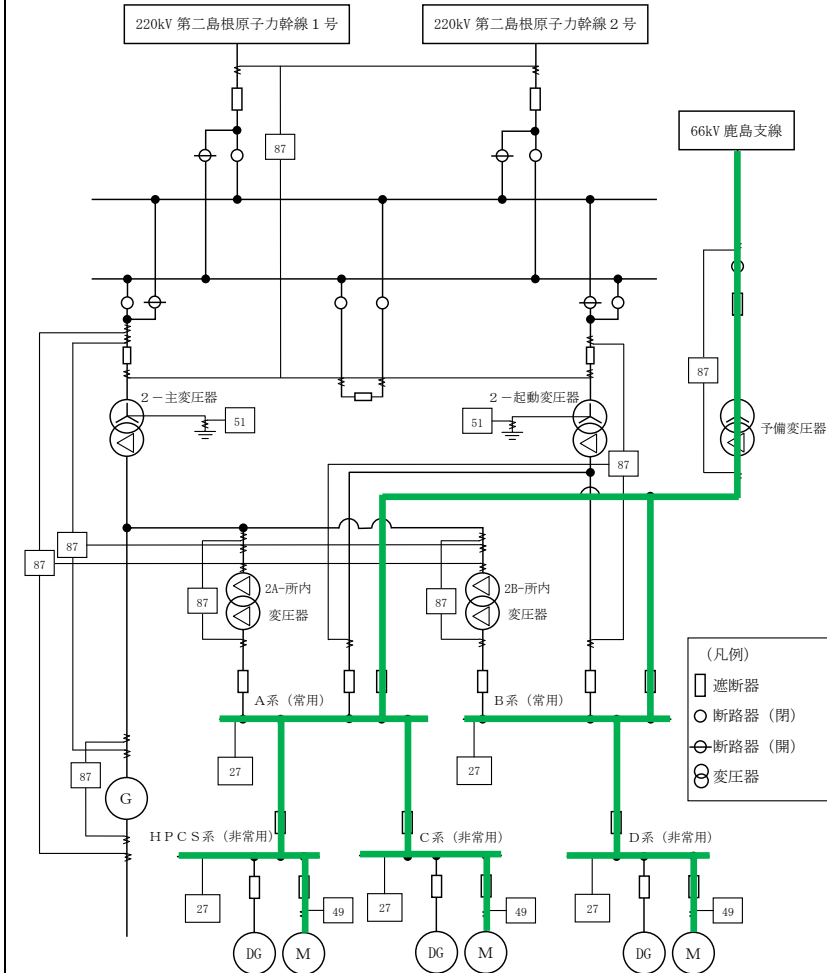 220kV 第二島根原子力幹線１号
220kV 第二島根原子力幹線２号
66kV 鹿島支線
87
87
２－主変圧器
51
２－起動変圧器
51
予備変圧器
87
87
87
87
2A-所内
変圧器
87
2B-所内
変圧器
（凡例）
遮断器
断路器（閉）
断路器（開）
変圧器
A系（常用）
B系（常用）
27
27
87
G
HPCS系（非常用）
C系（非常用）
D系（非常用）
27
49
27
49
27
49
DG
M
DG
M
DG
M